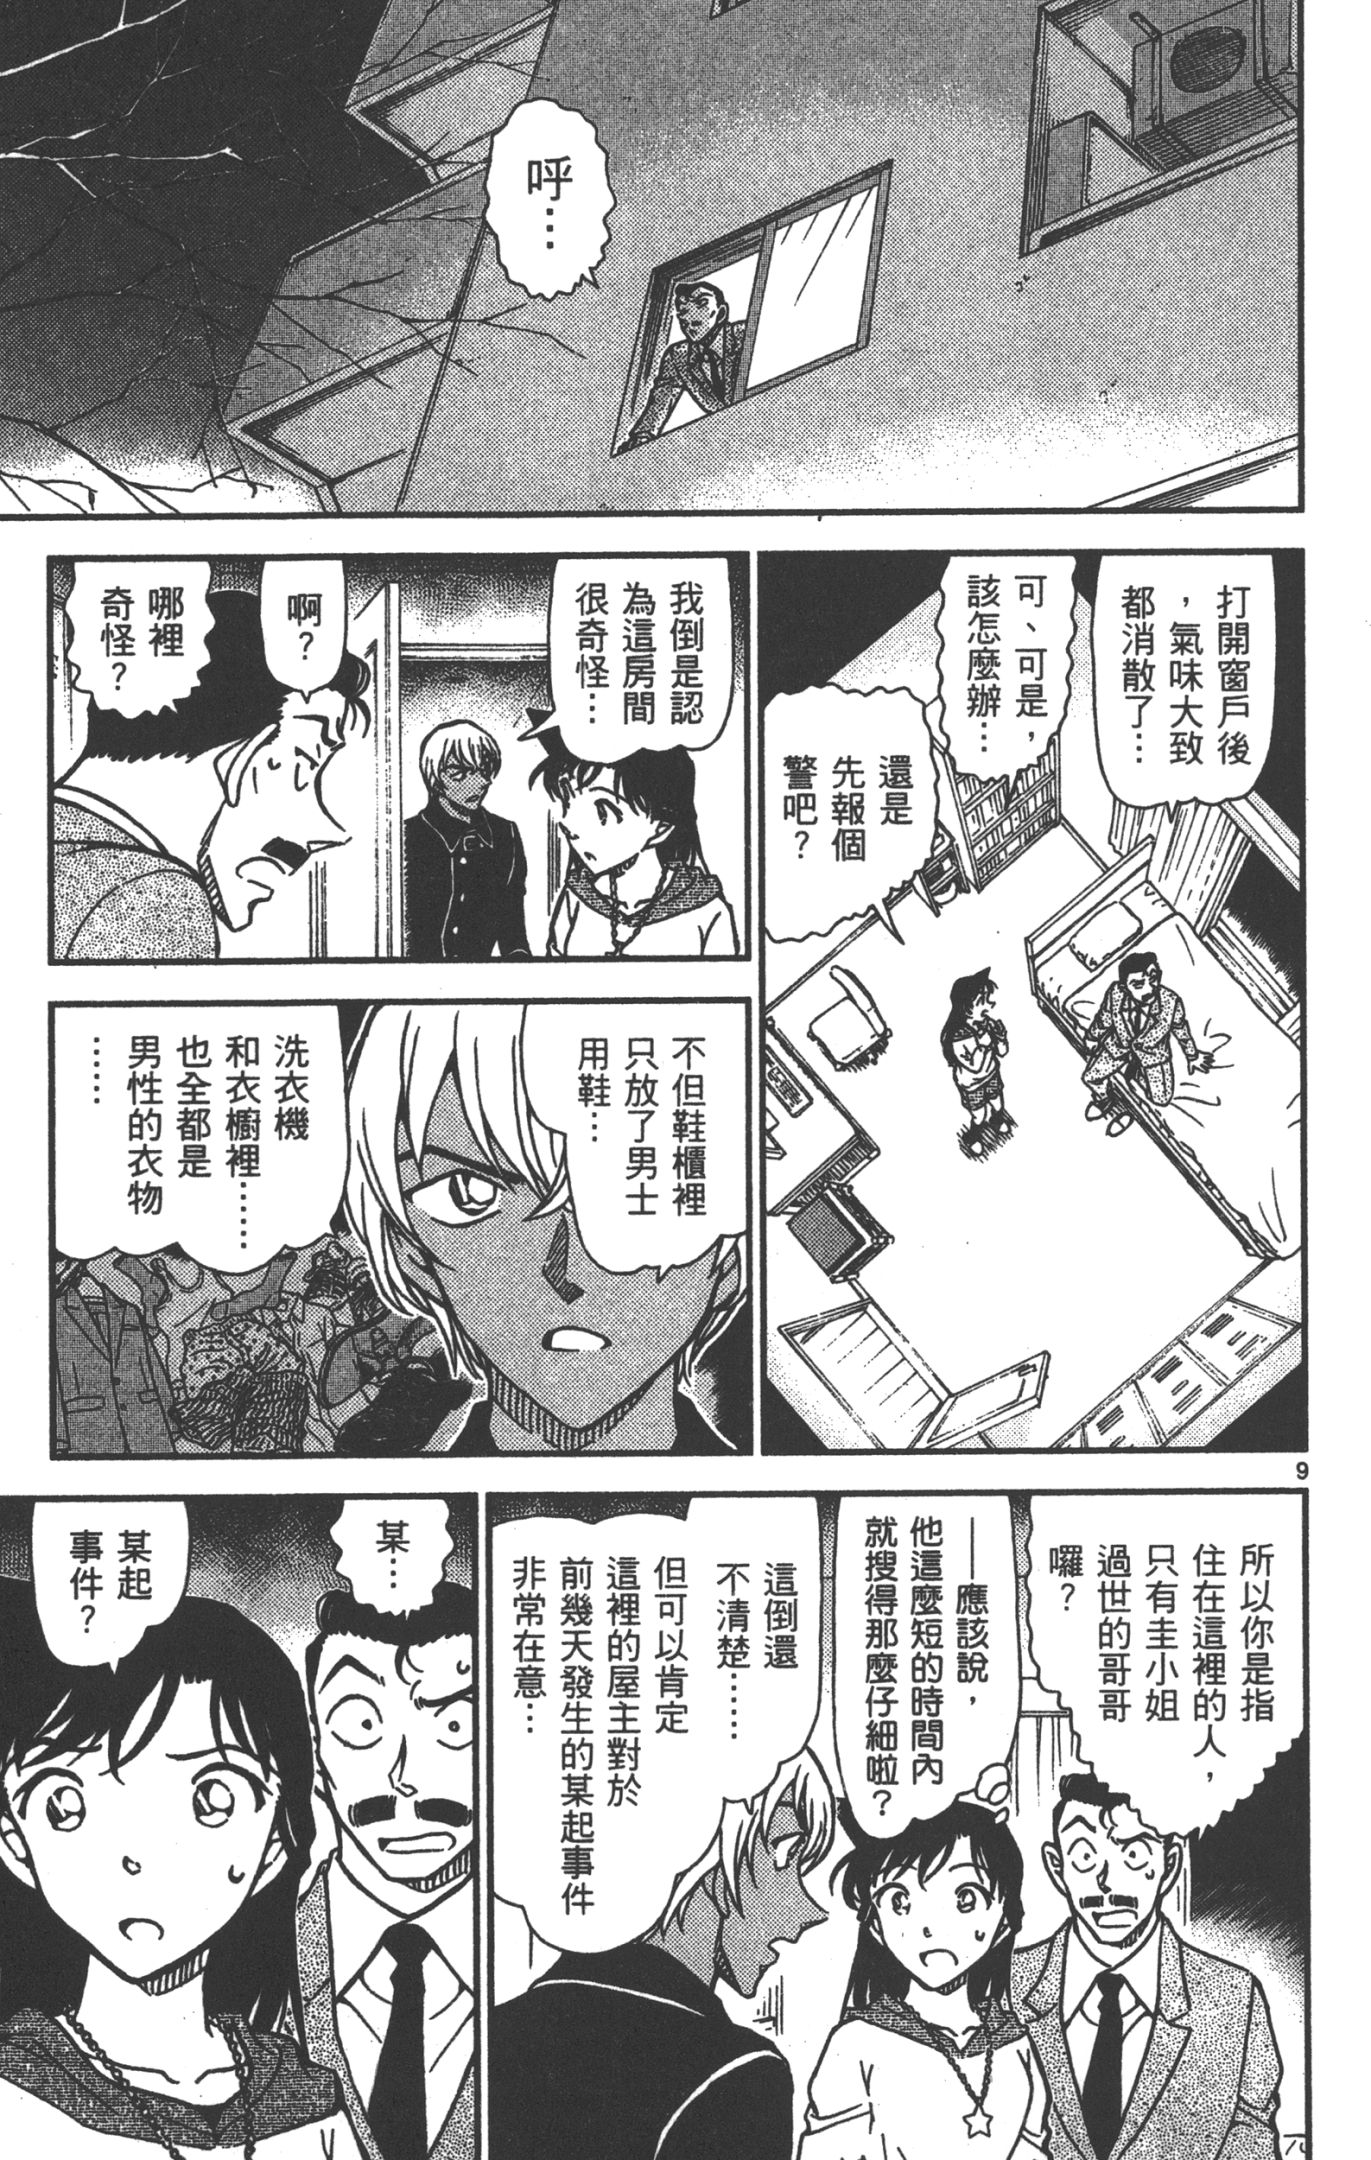 呼…
打開窗戶後
，氣味大致
都消散了…
可、可是，
該怎麼辦…
還是
先報個
警吧？
我倒是認
為這房間
很奇怪…
啊？
哪裡
奇怪？
不但鞋櫃裡
只放了男士
用鞋…
洗衣機
和衣櫥裡……
也全都是
男性的衣物
……
9
所以你是指
住在這裡的人，
只有圭小姐
過世的哥哥
囉？
——應該說，
他這麼短的時間內
就搜得那麼仔細啦？
這倒還
不清楚……
但可以肯定
這裡的屋主對於
前幾天發生的某起事件
非常在意…
某…
某起
事件？